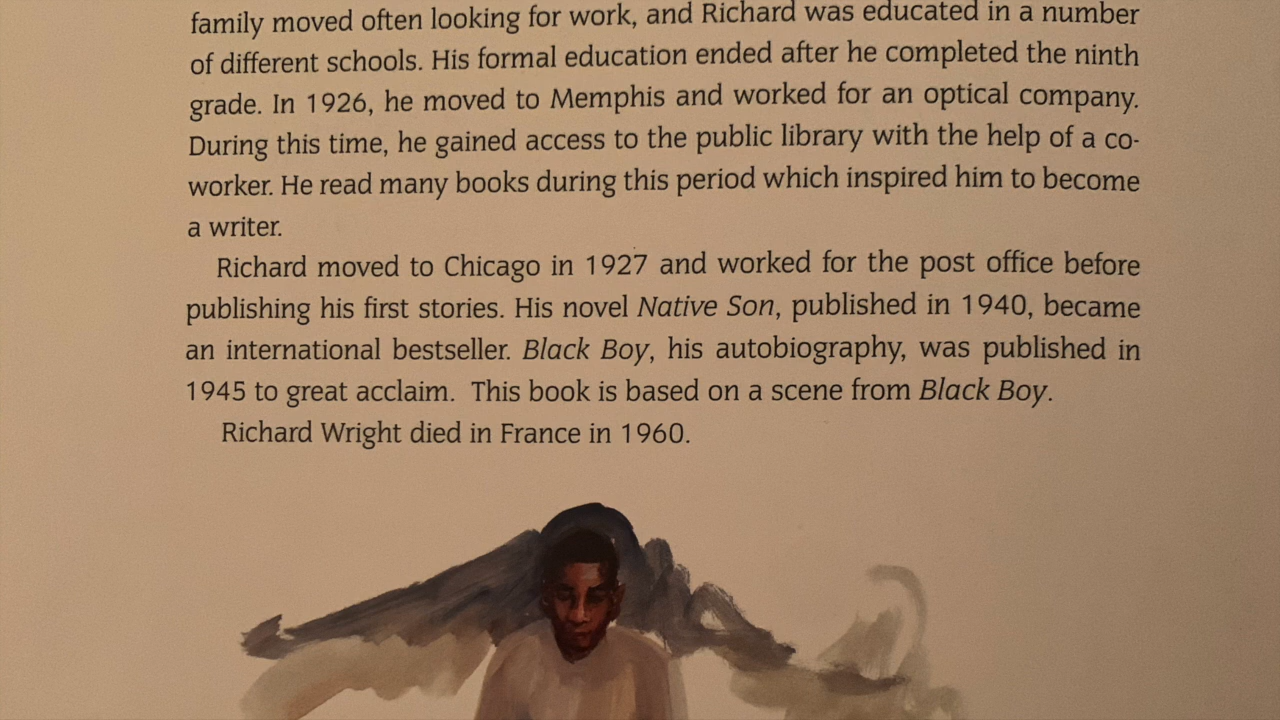 family moved often looking for work, and Richard was educated in a number
of different schools. His formal education ended after he completed the ninth
grade. In 1926, he moved to Memphis and worked for an optical company.
During this time, he gained access to the public library with the help of a co-
worker. He read many books during this period which inspired him to become
a writer.
Richard moved to Chicago in 1927 and worked for the post office before
publishing his first stories. His novel Native Son, published in 1940, became
an international bestseller. Black Boy, his autobiography, was published in
1945 to great acclaim.  This book is based on a scene from Black Boy.
Richard Wright died in France in 1960.